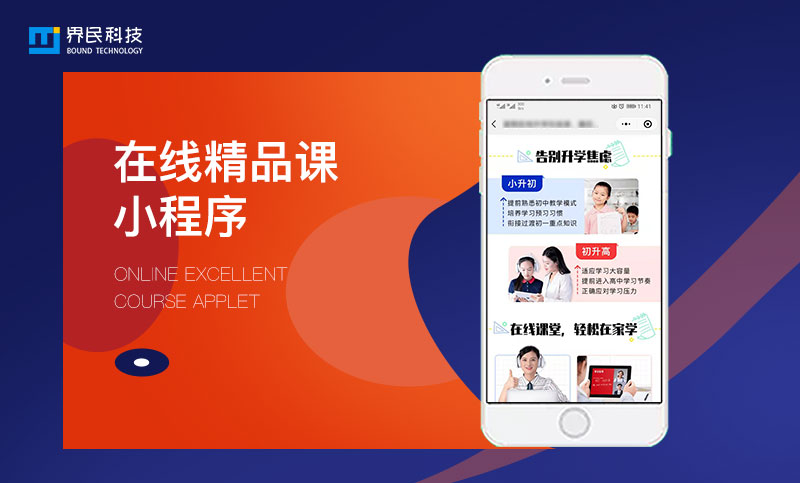 界民科技
BOUND TECHNOLOGY
在线精品课
小程序
ONLINE EXCELLENT
COURSE APPLET
11:41
告别升学焦虑
小升初
提前熟悉初中教学模式
培养学习预习习惯
衔接过渡初一重点知识
初升高
适应学习大容量
提前进入高中学习节奏
正确应对学习压力
在线课堂，轻松在家学